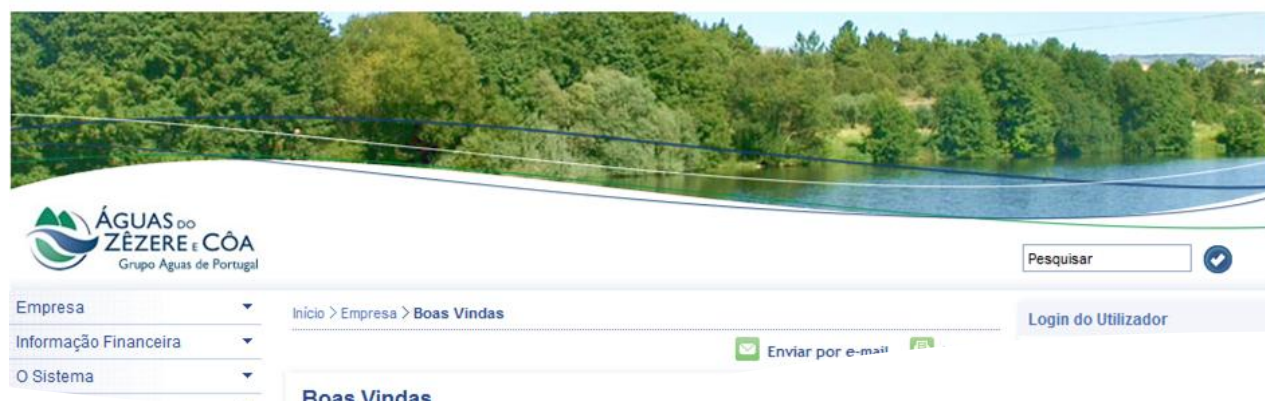 ÁGUAS DO
ZÊZERE E CÔA
Grupo Aguas de Portugal
Pesquisar
Empresa
Informação Financeira
O Sistema
Início > Empresa > Boas Vindas
Enviar por e-mail
Boas Vindas
Login do Utilizador